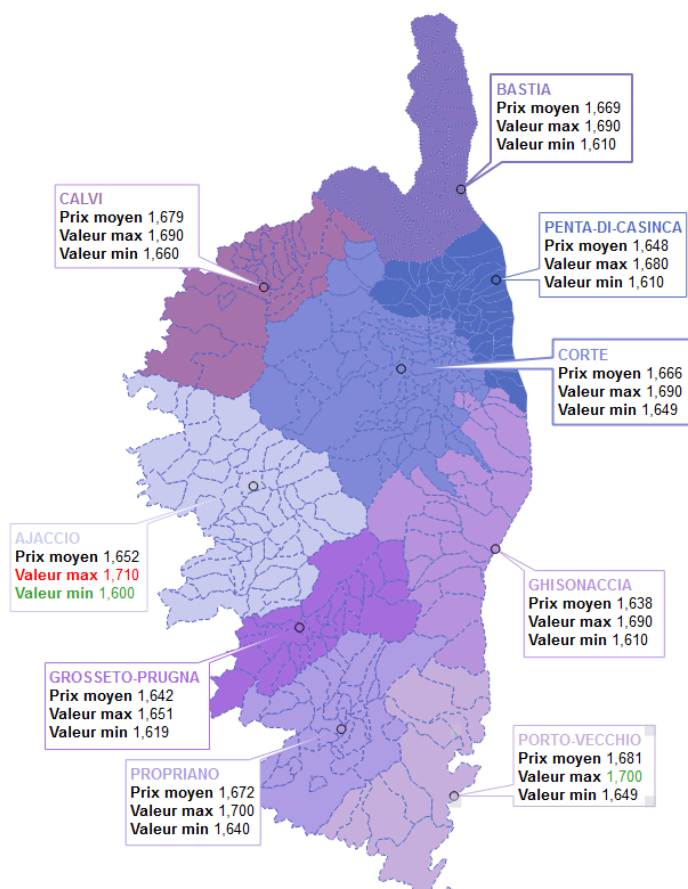 BASTIA
Prix moyen 1,669
Valeur max 1,690
Valeur min 1,610
CALVI
Prix moyen 1,679
Valeur max 1,690
Valeur min 1,660
PENTA-DI-CASINCA
Prix moyen 1,648
Valeur max 1,680
Valeur min 1,610
CORTE
Prix moyen 1,666
Valeur max 1,690
Valeur min 1,649
AJACCIO
Prix moyen 1,652
Valeur max 1,710
Valeur min 1,600
GHISONACCIA
Prix moyen 1,638
Valeur max 1,690
Valeur min 1,610
GROSSETO-PRUGNA
Prix moyen 1,642
Valeur max 1,651
Valeur min 1,619
PORTO-VECCHIO
Prix moyen 1,681
Valeur max 1,700
Valeur min 1,649
PROPRIANO
Prix moyen 1,672
Valeur max 1,700
Valeur min 1,640